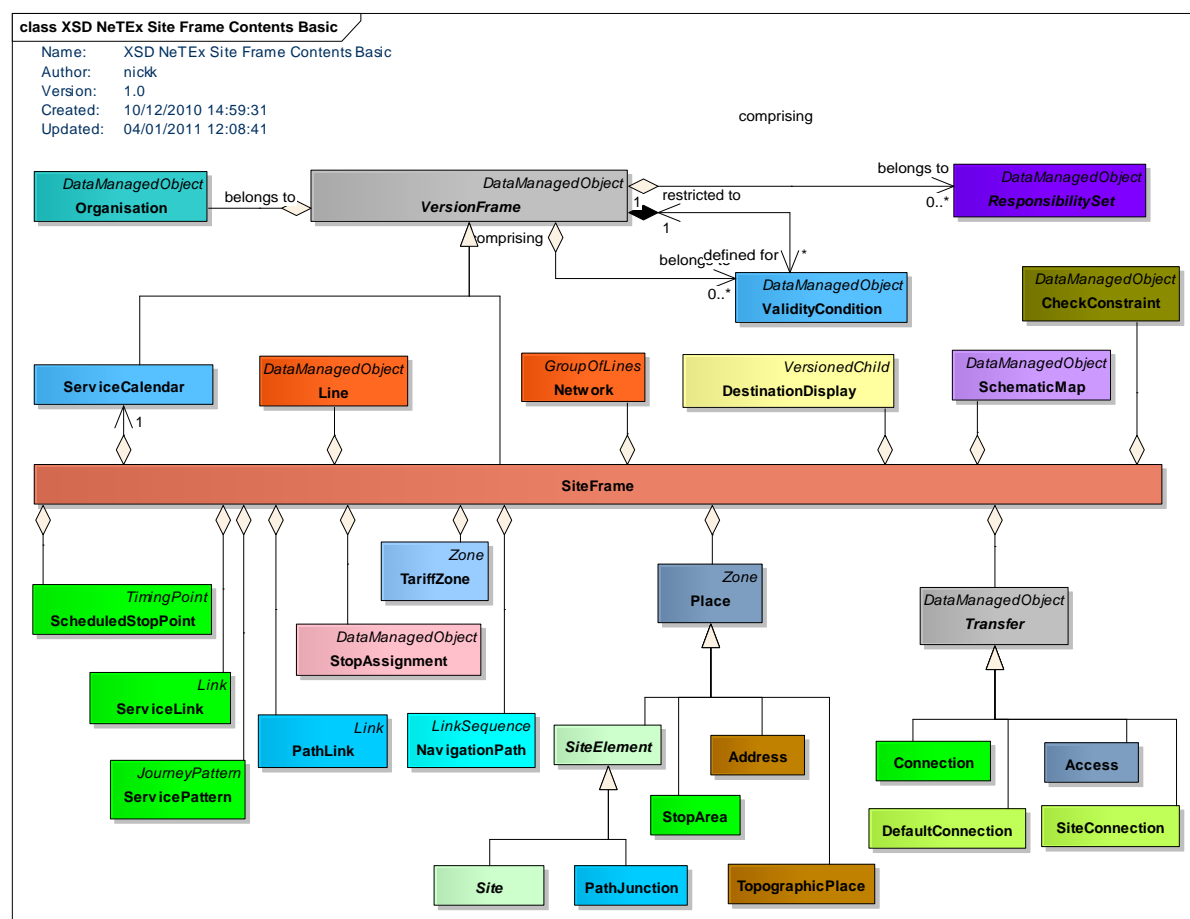 class XSD NeTEx Site Frame Contents Basic
Name: XSD NeTEx Site Frame Contents Basic
Author: nickk
Version: 1.0
Created: 10/12/2010 14:59:31
Updated: 04/01/2011 12:08:41
comprising
DataManagedObject
Organisation
belongs to
DataManagedObject
VersionFrame
1
restricted to
1
belongs to
0..*
DataManagedObject
ResponsibilitySet
comprising
belongs to
defined for
*
0..*
DataManagedObject
ValidityCondition
DataManagedObject
CheckConstraint
ServiceCalendar
1
DataManagedObject
Line
GroupOfLines
Network
VersionedChild
DestinationDisplay
DataManagedObject
SchematicMap
SiteFrame
TimingPoint
ScheduledStopPoint
Zone
TariffZone
Zone
Place
DataManagedObject
Transfer
DataManagedObject
StopAssignment
Link
ServiceLink
Link
PathLink
LinkSequence
NavigationPath
SiteElement
Address
Connection
Access
JourneyPattern
ServicePattern
StopArea
DefaultConnection
SiteConnection
Site
PathJunction
TopographicPlace